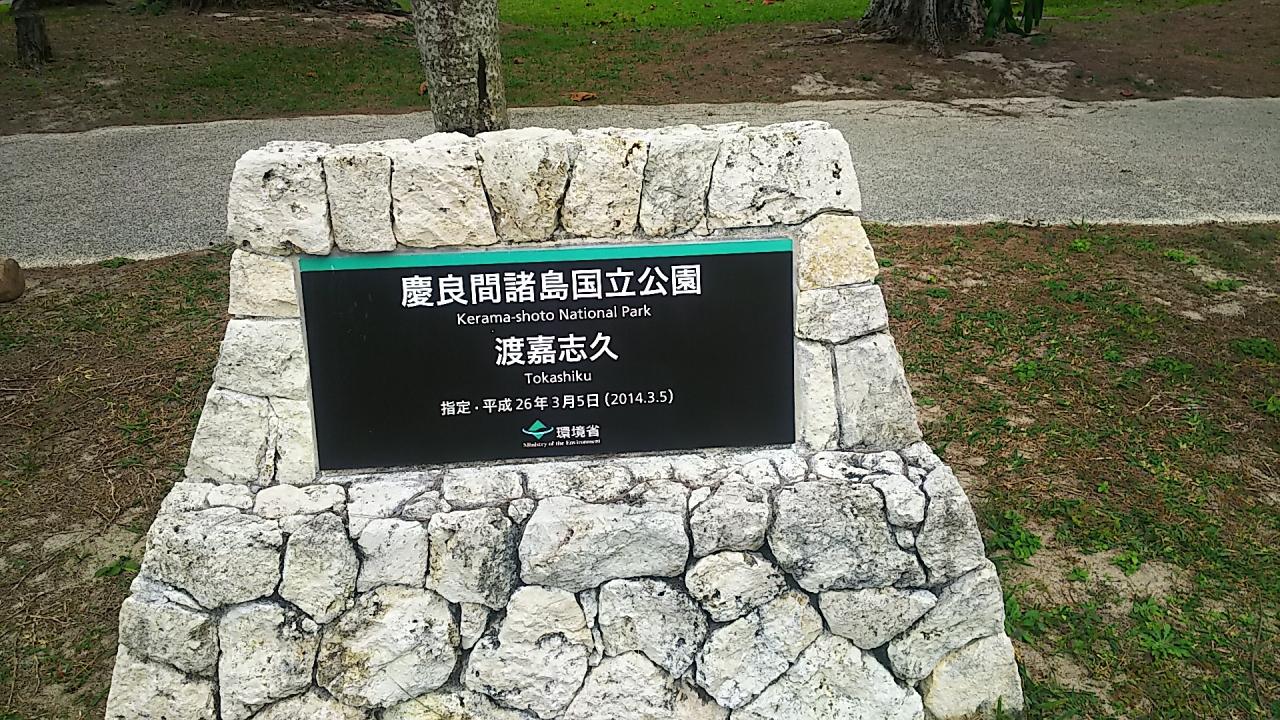 慶良間諸島国立公園
Kerama-shoto National Park
渡嘉志久
Tokashiku
指定・平成26年3月5日(2014.3.5)
環境省
Ministry of the Environment